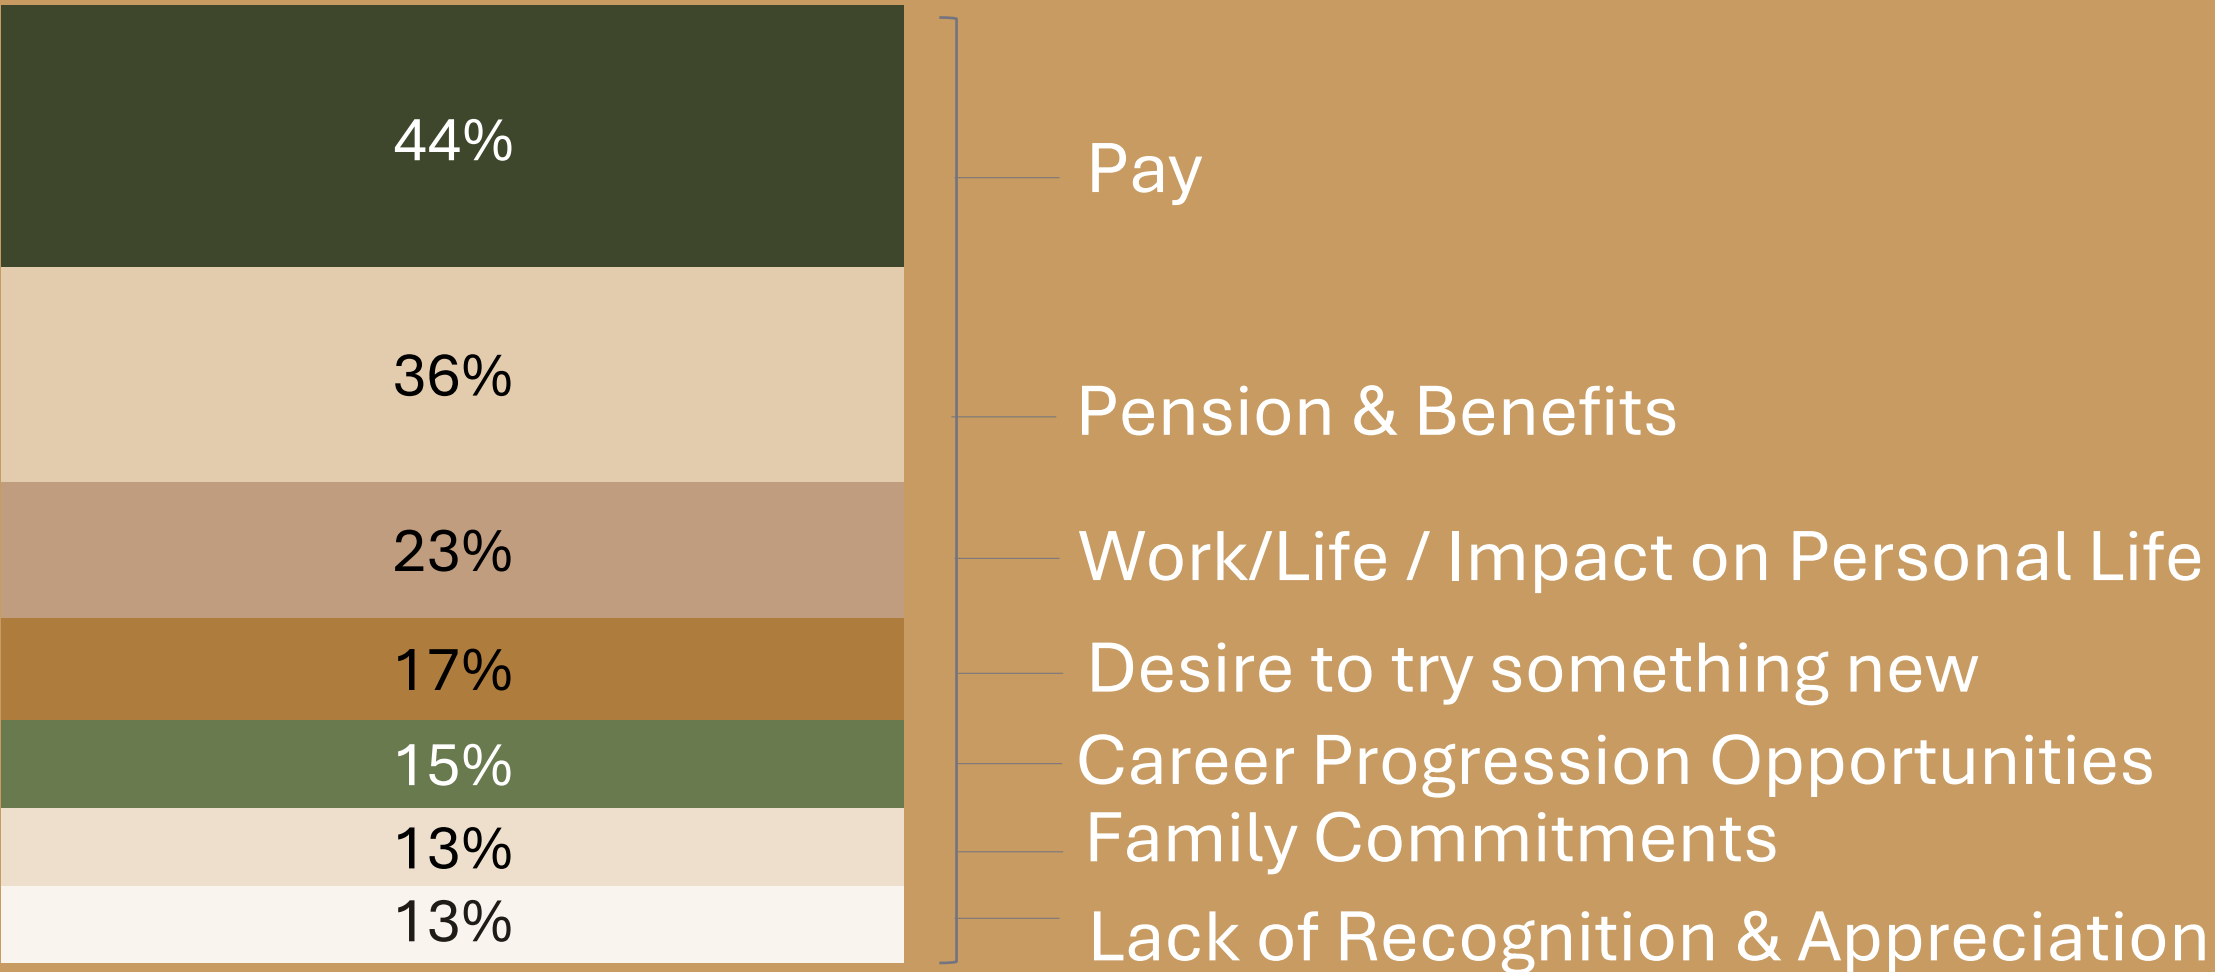 44%
Pay
36%
Pension & Benefits
23%
Work/Life / Impact on Personal Life
17%
Desire to try something new
15%
Career Progression Opportunities
13%
Family Commitments
13%
Lack of Recognition & Appreciation